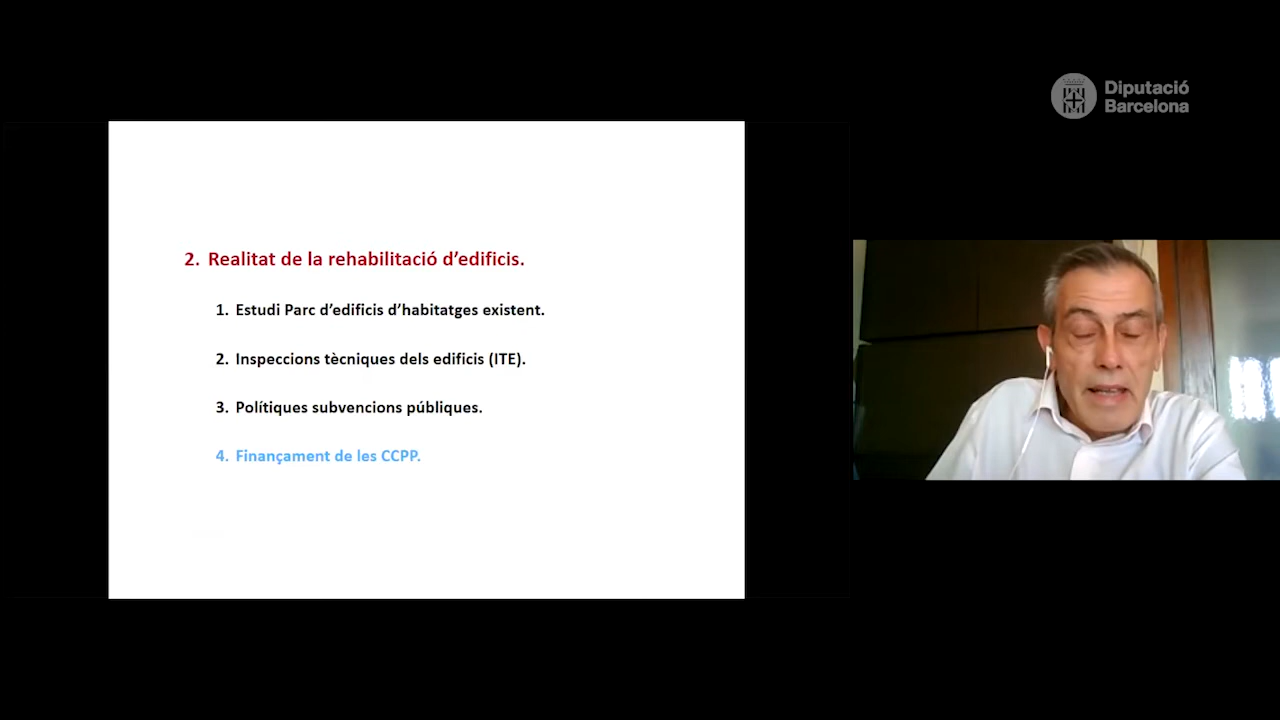 Diputació
Barcelona
2. Realitat de la rehabilitació d'edificis.
1. Estudi Parc d'edificis d'habitatges existent.
2. Inspeccions tècniques dels edificis (ITE).
3. Polítiques subvencions públiques.
4. Finançament de les CCPP.